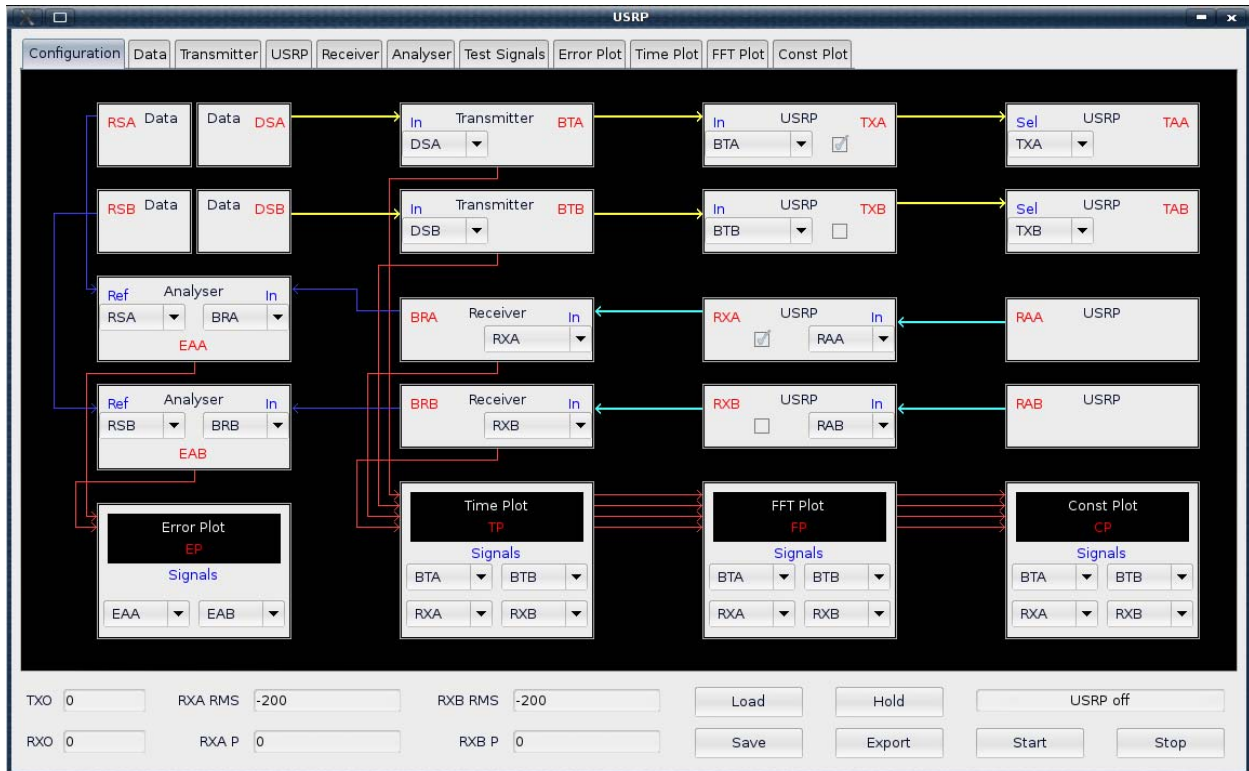 USRP
Configuration Data Transmitter USRP Receiver Analyser Test Signals Error Plot Time Plot FFT Plot Const Plot
RSA Data
Data DSA
In Transmitter BTA
DSA
In USRP TXA
BTA
Sel USRP TAA
TXA
RSB Data
Data DSB
In Transmitter BTB
DSB
In USRP TXB
BTB
Sel USRP TAB
TXB
Ref Analyser In
RSA BRA
EAA
BRA Receiver In
RXA
RXA USRP In
RAA
RAA USRP
Ref Analyser In
RSB BRB
EAB
BRB Receiver In
RXB
RXB USRP In
RAB
RAB USRP
Error Plot
EP
Signals
EAA EAB
Time Plot
TP
Signals
BTA BTB
RXA RXB
FFT Plot
FP
Signals
BTA BTB
RXA RXB
Const Plot
CP
Signals
BTA BTB
RXA RXB
TXO 0 RXA RMS -200 RXB RMS -200 Load Hold USRP off
RXO 0 RXA P 0 RXB P 0 Save Export Start Stop